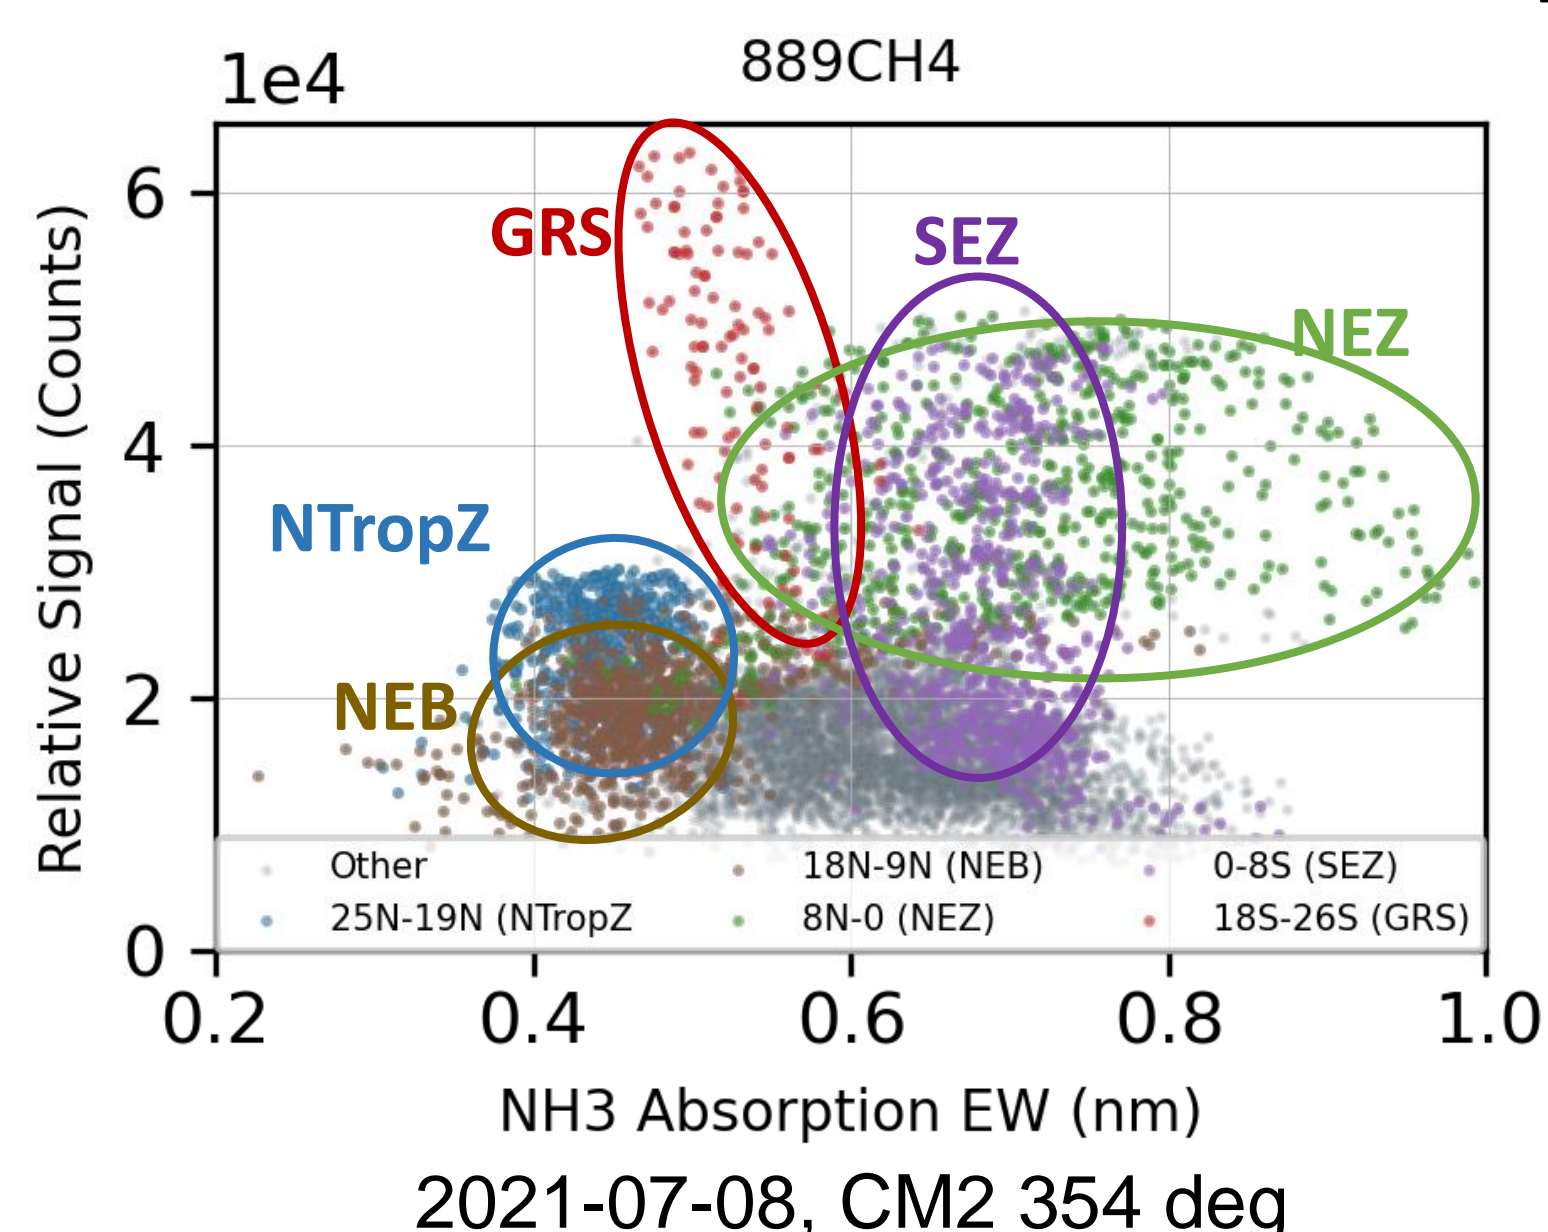 889CH4
1e4
6
4
2
0
Relative Signal (Counts)
GRS
SEZ
NEZ
NTropZ
NEB
Other
25N-19N (NTropZ
18N-9N (NEB)
8N-0 (NEZ)
0-8S (SEZ)
18S-26S (GRS)
0.2 0.4 0.6 0.8 1.0
NH3 Absorption EW (nm)
2021-07-08, CM2 354 deg